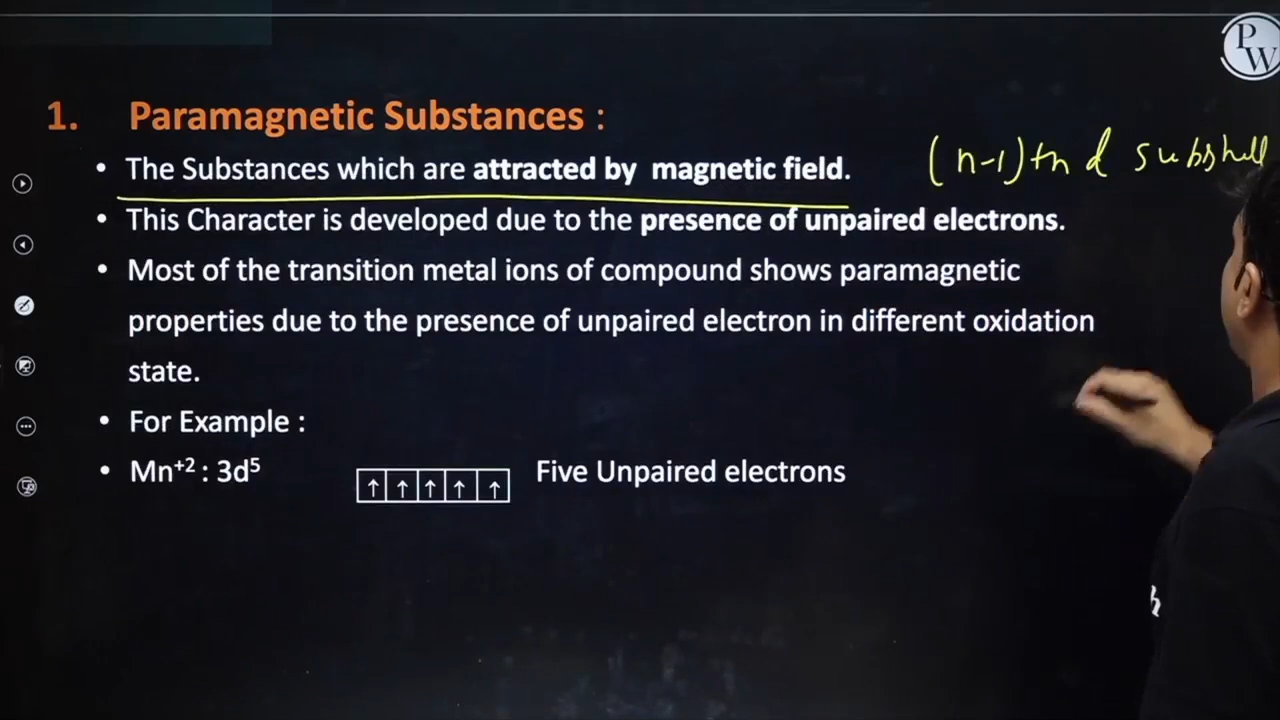 PW
1. Paramagnetic Substances :
• The Substances which are attracted by magnetic field.
(n-1)th d subshell
• This Character is developed due to the presence of unpaired electrons.
• Most of the transition metal ions of compound shows paramagnetic
properties due to the presence of unpaired electron in different oxidation
state.
• For Example :
• Mn⁺² : 3d⁵ ↑ ↑ ↑ ↑ ↑ Five Unpaired electrons